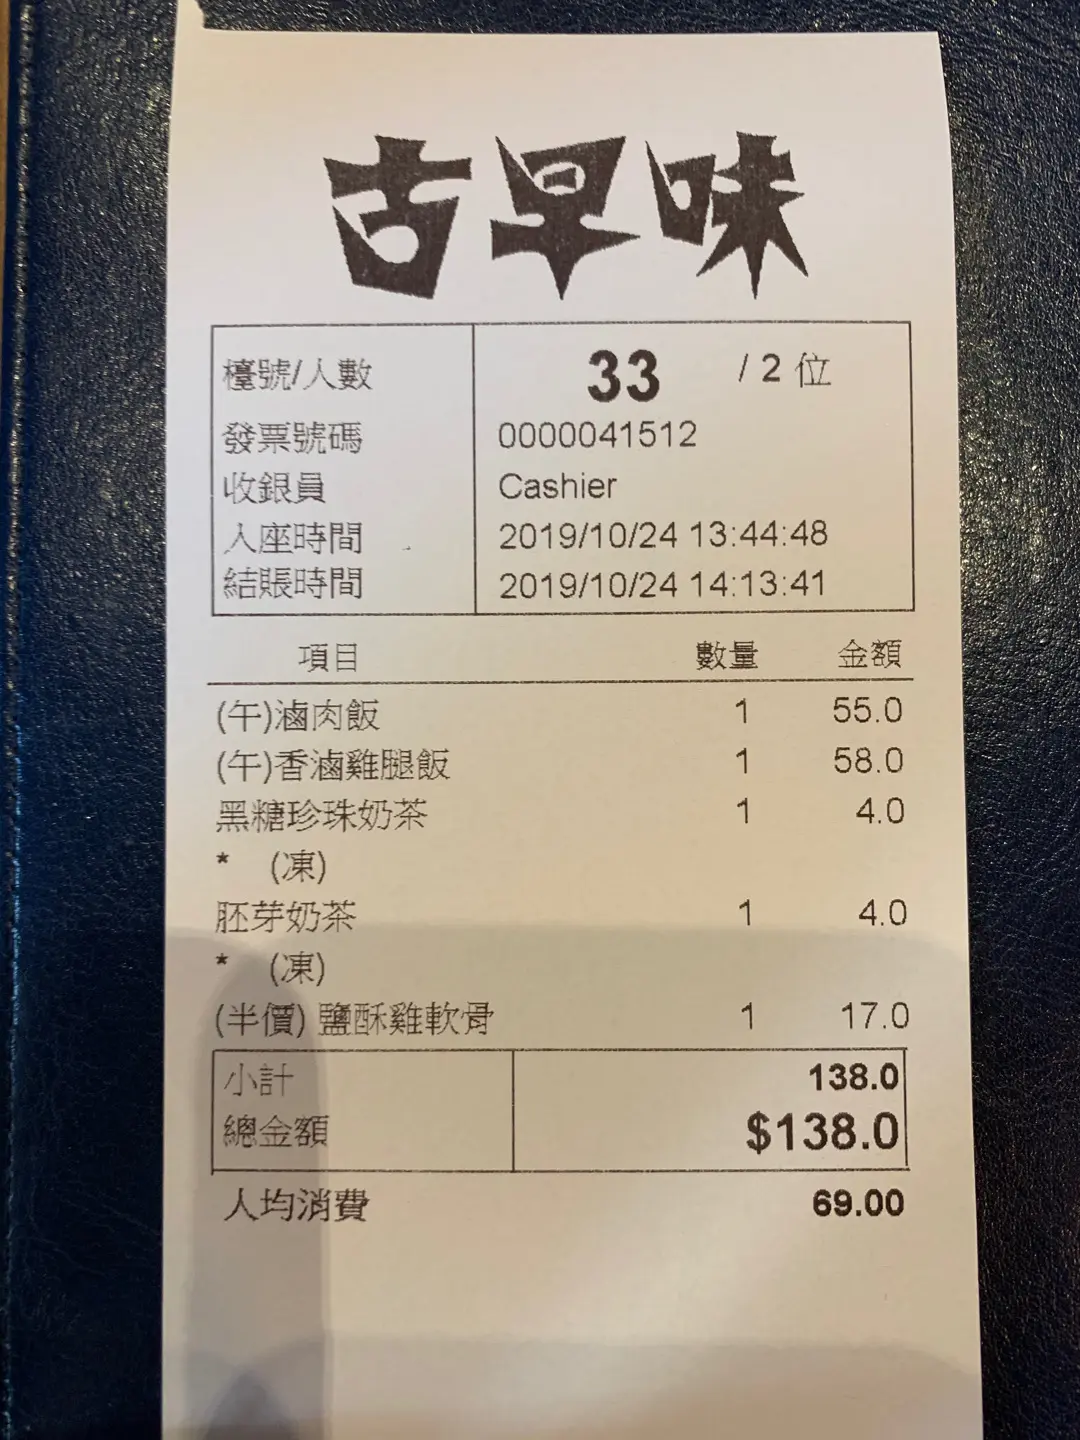 古早味
檯號/人數 33 / 2 位
發票號碼 0000041512
收銀員 Cashier
入座時間 2019/10/24 13:44:48
結賬時間 2019/10/24 14:13:41
項目 數量 金額
(午)滷肉飯 1 55.0
(午)香滷雞腿飯 1 58.0
黑糖珍珠奶茶 1 4.0
* (凍)
胚芽奶茶 1 4.0
* (凍)
(半價) 鹽酥雞軟骨 1 17.0
小計 138.0
總金額 $138.0
人均消費 69.00